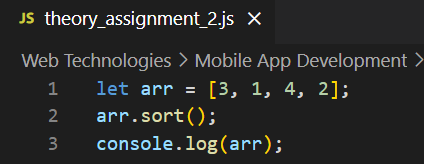 JS theory_assignment_2.js ×
Web Technologies > Mobile App Development >
1 let arr = [3, 1, 4, 2];
2 arr.sort();
3 console.log(arr);